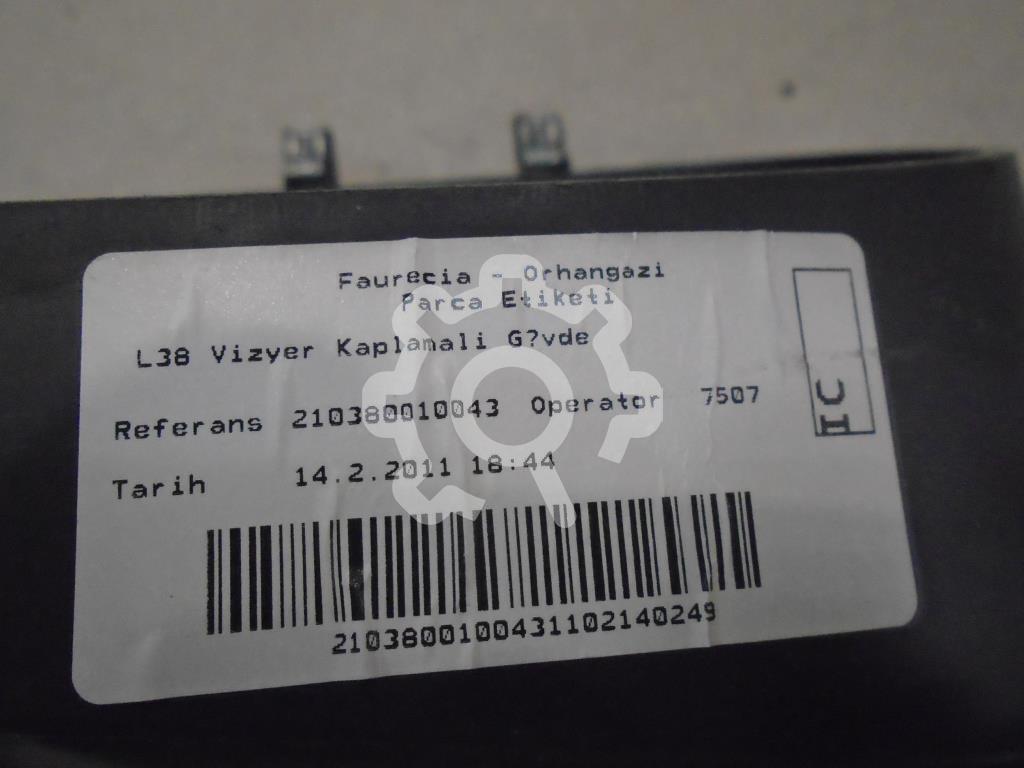 Faurecia - Orhangazi
Parca Etiketi
L38 Vizyer Kaplamali G?vde
Referans 210380010043 Operator 7507
Tarih 14.2.2011 18:44
2103800100431102140249